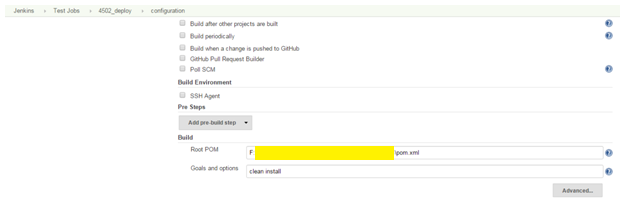 Jenkins › Test Jobs › 4502_deploy › configuration
Build after other projects are built
Build periodically
Build when a change is pushed to GitHub
GitHub Pull Request Builder
Poll SCM
Build Environment
SSH Agent
Pre Steps
Add pre-build step
Build
Root POM F: \pom.xml
Goals and options clean install
Advanced...